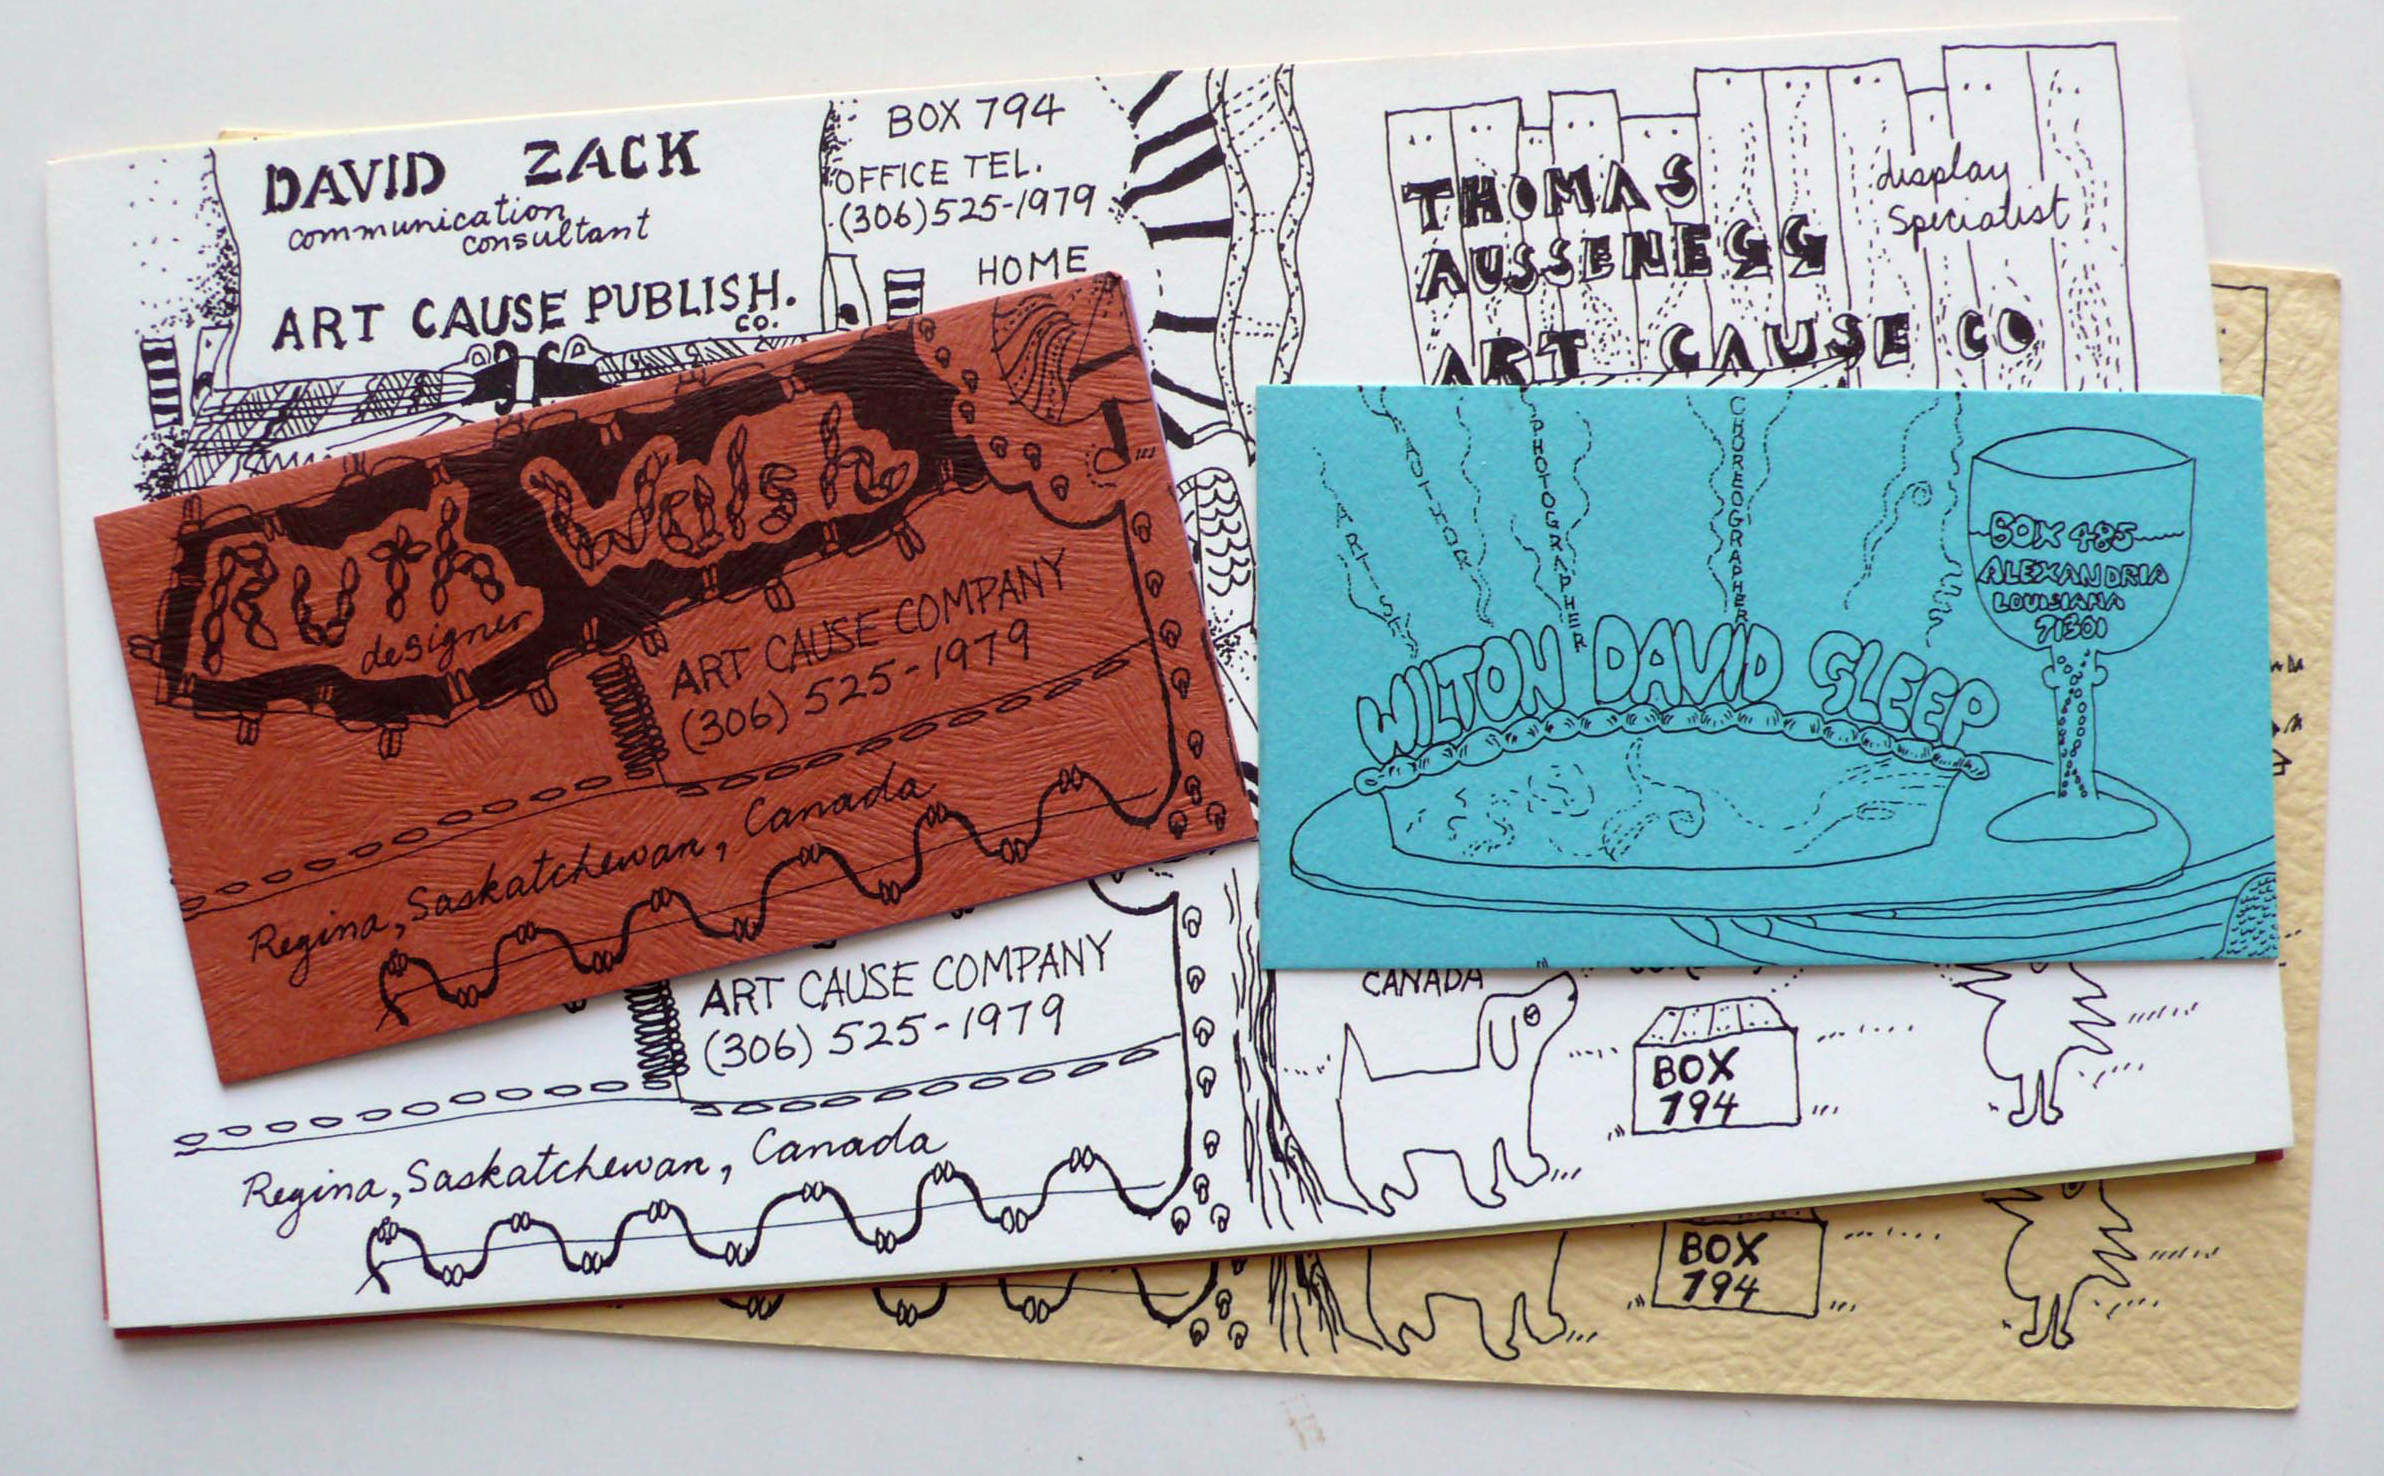 DAVID ZACK
communication
consultant
ART CAUSE PUBLISH.
CO.
BOX 794
OFFICE TEL.
(306) 525-1979
HOME
THOMAS
AUSSENEGG
display
Specialist
ART CAUSE CO
RUTH Walsh
designer
ART CAUSE COMPANY
(306) 525-1979
Regina, Saskatchewan, Canada
ARTIST
AUTHOR
PHOTOGRAPHER
CHOREOGRAPHER
WILTON DAVID SLEEP
BOX 485
ALEXANDRIA
LOUISIANA
71301
ART CAUSE COMPANY
(306) 525-1979
Regina, Saskatchewan, Canada
CANADA
BOX
794
BOX
794